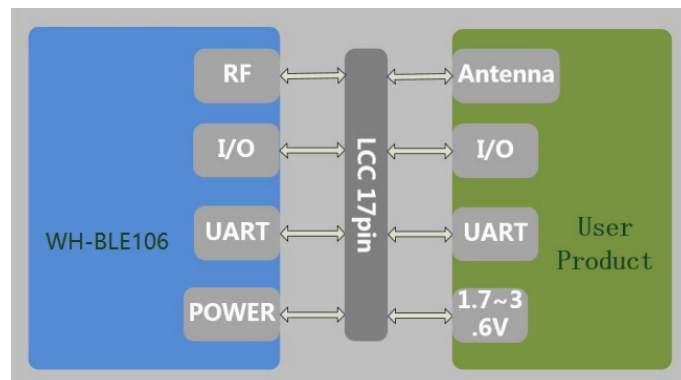 RF
Antenna
I/O
I/O
LCC 17pin
WH-BLE106
UART
UART
User
Product
POWER
1.7~3
.6V